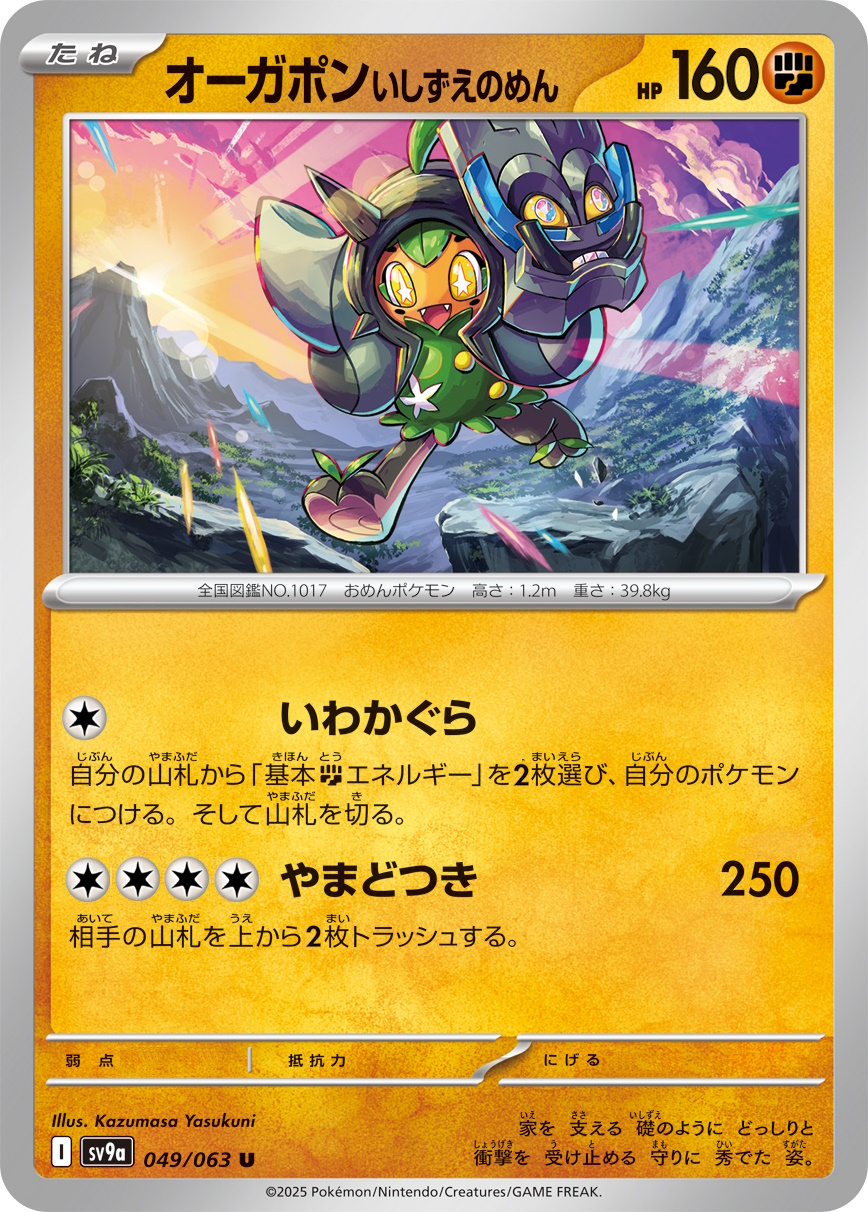 たね
オーガポンいしずえのめん HP 160
全国図鑑NO.1017 おめんポケモン 高さ:1.2m 重さ:39.8kg
いわかぐら
自分の山札から「基本エネルギー」を2枚選び、自分のポケモン
につける。そして山札を切る。
やまどつき 250
相手の山札を上から2枚トラッシュする。
弱点 抵抗力 にげる
Illus. Kazumasa Yasukuni
I sv9a 049/063 U
家を 支える 礎のように どっしりと
衝撃を 受け止める 守りに 秀でた 姿。
©2025 Pokémon/Nintendo/Creatures/GAME FREAK.